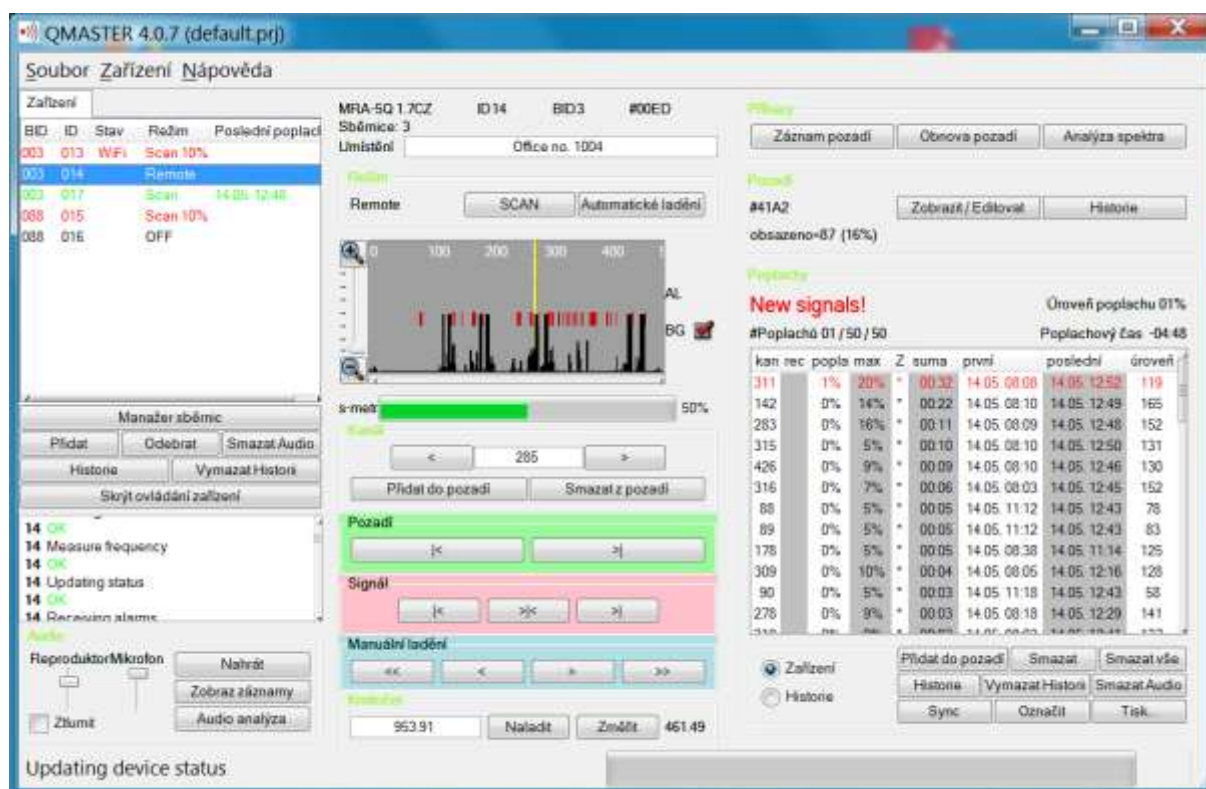 QMASTER 4.0.7 (default.prj)
Soubor Zařízení Nápověda
Zařízení
BID ID Stav Režim Poslední poplach
003 013 WiFi Scan 10%
003 014 Remote
003 017 Scan 14.05. 12:48
088 015 Scan 10%
088 016 OFF
Manažer sběrnic
Přidat Odebrat Smazat Audio
Historie Vymazat Historii
Skrýt ovládání zařízení
14 OK
14 Measure frequency
14 OK
14 Updating status
14 OK
14 Receiving alarms
Audio
Reproduktor Mikrofon
Nahrát
Zobraz záznamy
Ztlumit
Audio analýza
MRA-5Q 1.7CZ ID14 BID3 #00ED
Sběrnice: 3
Umístění Office no. 1004
Režim
Remote SCAN Automatické ladění
0 100 200 300 400
AL
BG
s-metr 50%
Kanál
< 285 >
Přidat do pozadí Smazat z pozadí
Pozadí
|< >|
Signál
|< >|< >|
Manuální ladění
<< < > >>
953.91 Naladit Změřit 461.49
Příkazy
Záznam pozadí Obnova pozadí Analýza spektra
Pozadí
#41A2 Zobrazit / Editovat Historie
obsazeno=87 (16%)
Poplachy
New signals! Úroveň poplachu 01%
#Poplachů 01 / 50 / 50 Poplachový čas -04:48
kan rec popla max Z suma první poslední úroveň
311 1% 20% * 00:32 14.05. 08:08 14.05. 12:52 119
142 0% 14% * 00:22 14.05. 08:10 14.05. 12:49 165
283 0% 16% * 00:11 14.05. 08:09 14.05. 12:48 152
315 0% 5% * 00:10 14.05. 08:10 14.05. 12:50 131
426 0% 9% * 00:09 14.05. 08:10 14.05. 12:46 130
316 0% 7% * 00:06 14.05. 08:03 14.05. 12:45 152
88 0% 5% * 00:05 14.05. 11:12 14.05. 12:43 78
89 0% 5% * 00:05 14.05. 11:12 14.05. 12:43 83
178 0% 5% * 00:05 14.05. 08:38 14.05. 11:14 125
309 0% 10% * 00:04 14.05. 08:05 14.05. 12:16 128
90 0% 5% * 00:03 14.05. 11:18 14.05. 12:43 58
278 0% 9% * 00:03 14.05. 08:18 14.05. 12:29 141
Zařízení
Historie
Přidat do pozadí Smazat Smazat vše
Historie Vymazat Historii Smazat Audio
Sync Označit Tisk...
Updating device status